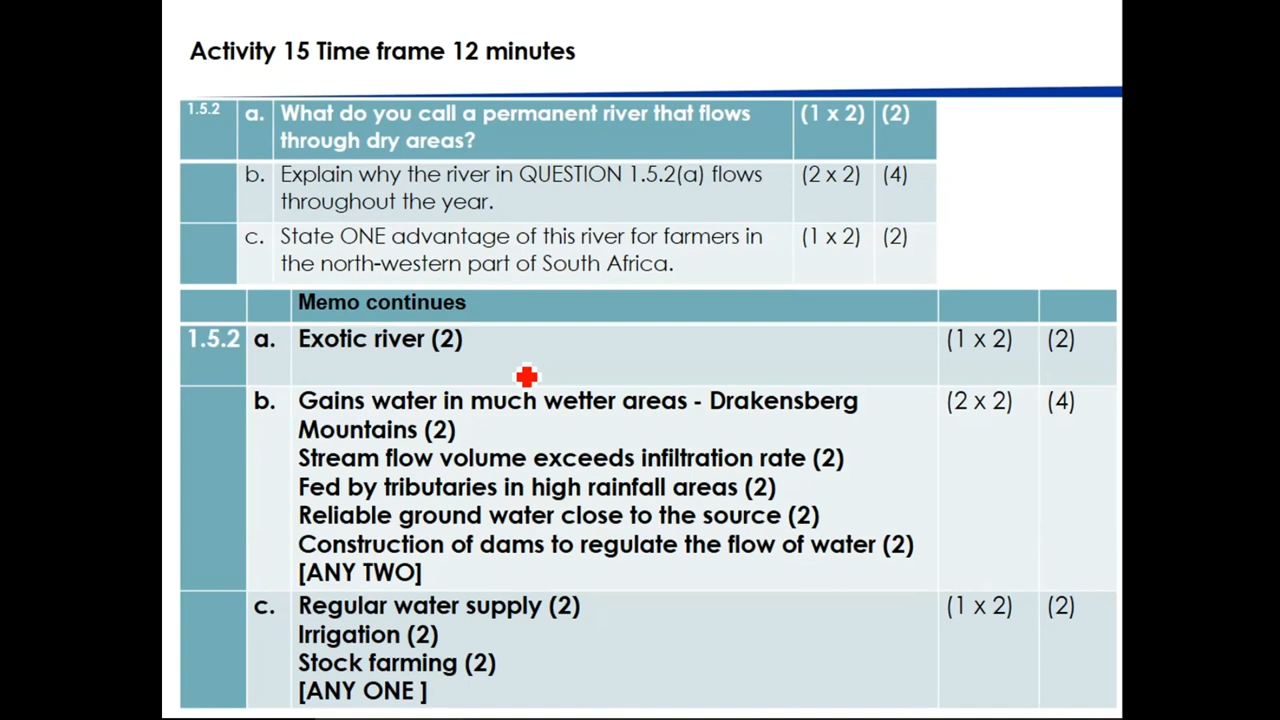 Activity 15 Time frame 12 minutes
1.5.2 a. What do you call a permanent river that flows (1 x 2) (2)
through dry areas?
b. Explain why the river in QUESTION 1.5.2(a) flows (2 x 2) (4)
throughout the year.
c. State ONE advantage of this river for farmers in (1 x 2) (2)
the north-western part of South Africa.
Memo continues
1.5.2 a. Exotic river (2) (1 x 2) (2)
b. Gains water in much wetter areas - Drakensberg (2 x 2) (4)
Mountains (2)
Stream flow volume exceeds infiltration rate (2)
Fed by tributaries in high rainfall areas (2)
Reliable ground water close to the source (2)
Construction of dams to regulate the flow of water (2)
[ANY TWO]
c. Regular water supply (2) (1 x 2) (2)
Irrigation (2)
Stock farming (2)
[ANY ONE ]